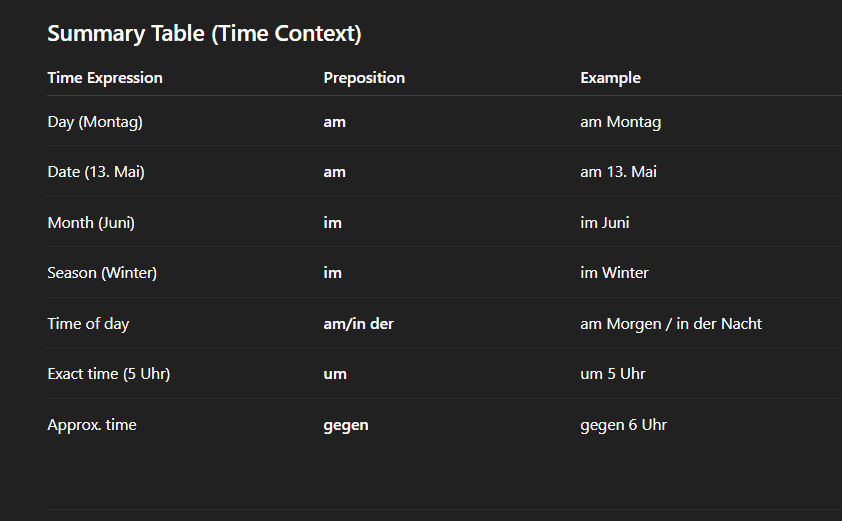 Summary Table (Time Context)
Time Expression Preposition Example
Day (Montag) am am Montag
Date (13. Mai) am am 13. Mai
Month (Juni) im im Juni
Season (Winter) im im Winter
Time of day am/in der am Morgen / in der Nacht
Exact time (5 Uhr) um um 5 Uhr
Approx. time gegen gegen 6 Uhr